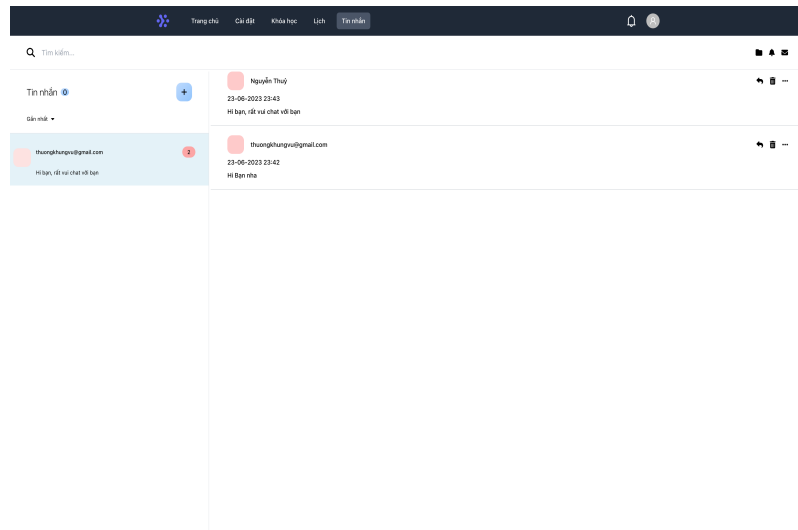 Trang chủ Cài đặt Khóa học Lịch Tin nhắn
Tìm kiếm...
Tin nhắn 0
+
Gần nhất
thuongkhungvu@gmail.com 2
Hi bạn, rất vui chat với bạn
Nguyễn Thuỷ
23-06-2023 23:43
Hi bạn, rất vui chat với bạn
thuongkhungvu@gmail.com
23-06-2023 23:42
Hi Bạn nha